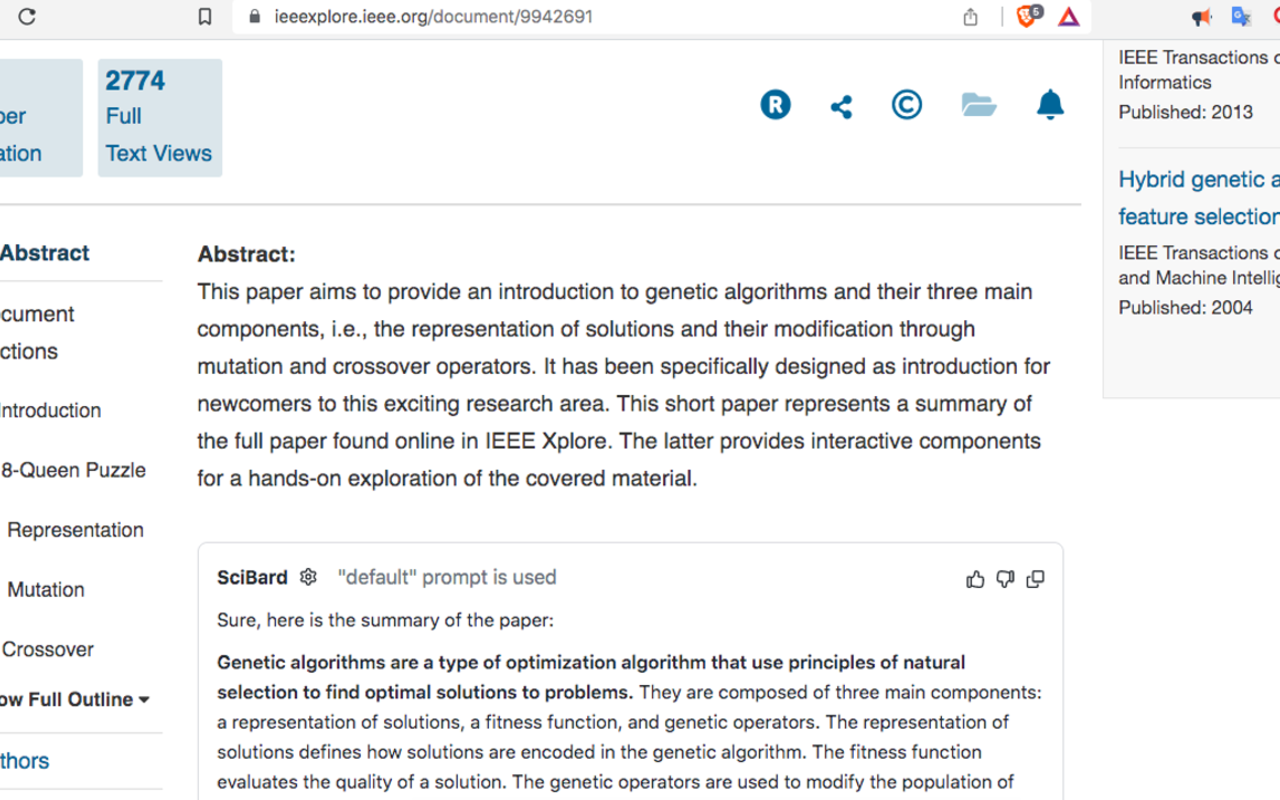 ieeexplore.ieee.org/document/9942691
5
2774
Full
Text Views
per
ation
R
C
IEEE Transactions o
Informatics
Published: 2013
Hybrid genetic a
feature selection
IEEE Transactions o
and Machine Intellig
Published: 2004
Abstract
cument
ctions
Introduction
8-Queen Puzzle
Representation
Mutation
Crossover
ow Full Outline
thors
Abstract:
This paper aims to provide an introduction to genetic algorithms and their three main
components, i.e., the representation of solutions and their modification through
mutation and crossover operators. It has been specifically designed as introduction for
newcomers to this exciting research area. This short paper represents a summary of
the full paper found online in IEEE Xplore. The latter provides interactive components
for a hands-on exploration of the covered material.
SciBard "default" prompt is used
Sure, here is the summary of the paper:
Genetic algorithms are a type of optimization algorithm that use principles of natural
selection to find optimal solutions to problems. They are composed of three main components:
a representation of solutions, a fitness function, and genetic operators. The representation of
solutions defines how solutions are encoded in the genetic algorithm. The fitness function
evaluates the quality of a solution. The genetic operators are used to modify the population of